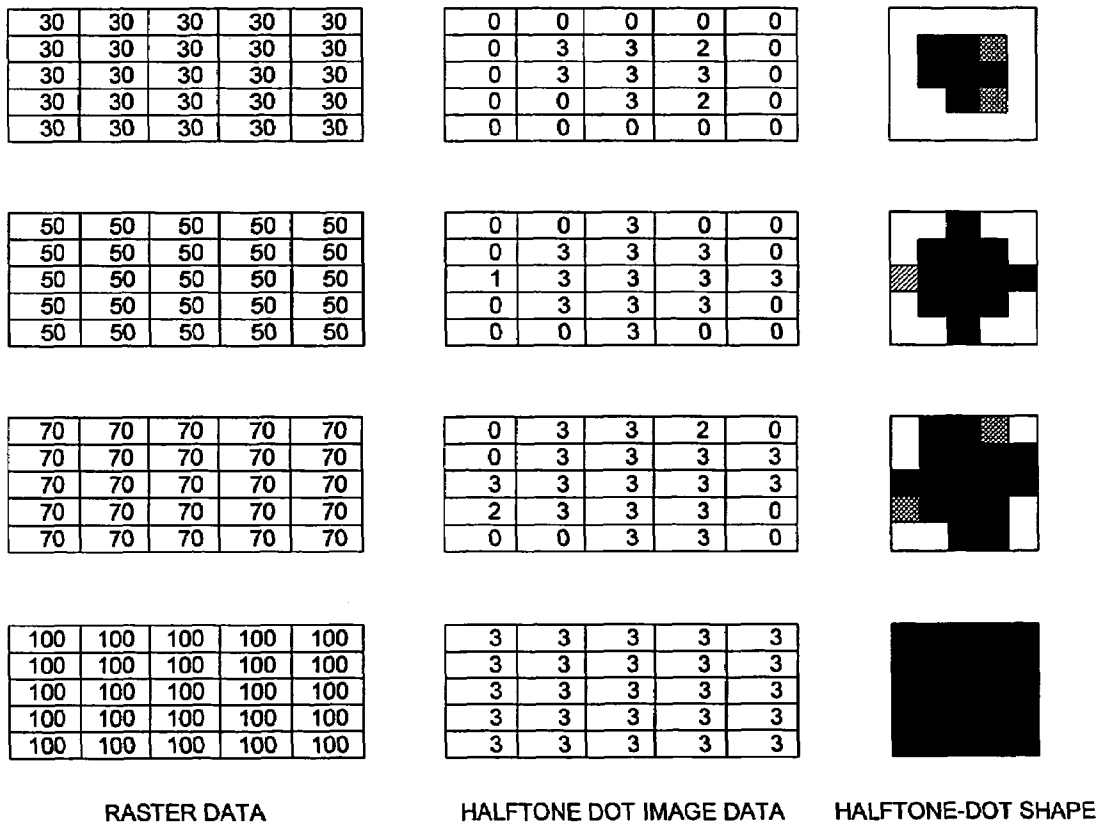 30 30 30 30 30 0 0 0 0 0
30 30 30 30 30 0 3 3 2 0
30 30 30 30 30 0 3 3 3 0
30 30 30 30 30 0 0 3 2 0
30 30 30 30 30 0 0 0 0 0
50 50 50 50 50 0 0 3 0 0
50 50 50 50 50 0 3 3 3 0
50 50 50 50 50 1 3 3 3 3
50 50 50 50 50 0 3 3 3 0
50 50 50 50 50 0 0 3 0 0
70 70 70 70 70 0 3 3 2 0
70 70 70 70 70 0 3 3 3 3
70 70 70 70 70 3 3 3 3 3
70 70 70 70 70 2 3 3 3 0
70 70 70 70 70 0 0 3 3 0
100 100 100 100 100 3 3 3 3 3
100 100 100 100 100 3 3 3 3 3
100 100 100 100 100 3 3 3 3 3
100 100 100 100 100 3 3 3 3 3
100 100 100 100 100 3 3 3 3 3
RASTER DATA HALFTONE DOT IMAGE DATA HALFTONE-DOT SHAPE